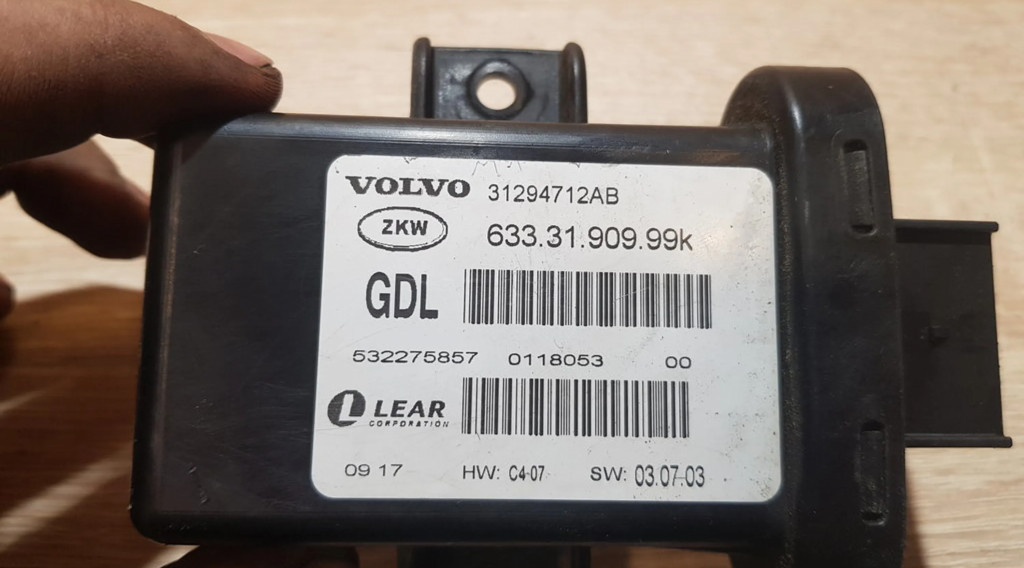 VOLVO 31294712AB
ZKW 633.31.909.99k
GDL
532275857 0118053 00
LEAR
CORPORATION
09 17 HW: C4-07 SW: 03.07.03